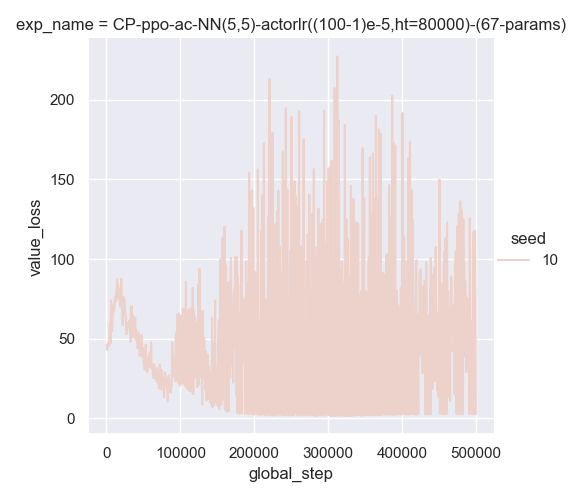 exp_name = CP-ppo-ac-NN(5,5)-actorlr((100-1)e-5,ht=80000)-(67-params)
200
150
100
50
0
value_loss
seed
10
0 100000 200000 300000 400000 500000
global_step